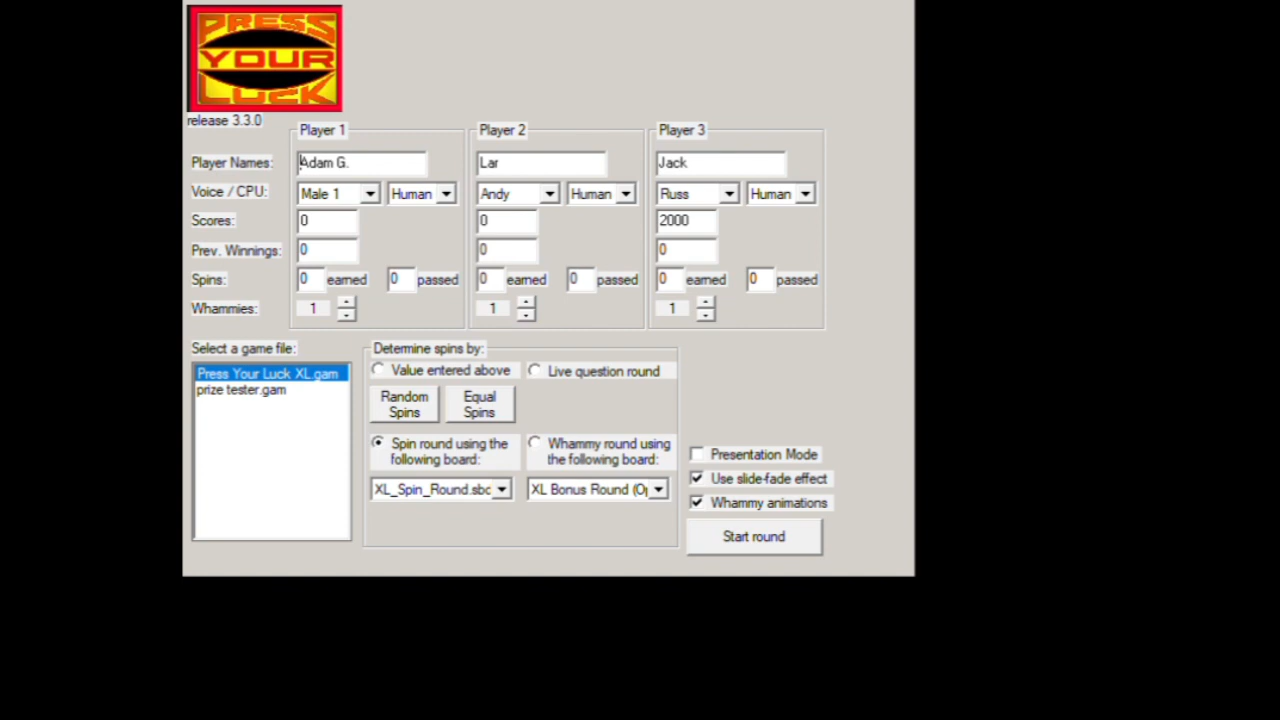 PRESS
YOUR
LUCK
release 3.3.0
Player 1 Player 2 Player 3
Player Names: Adam G. Lar Jack
Voice / CPU: Male 1 Human Andy Human Russ Human
Scores: 0 0 2000
Prev. Winnings: 0 0 0
Spins: 0 earned 0 passed 0 earned 0 passed 0 earned 0 passed
Whammies: 1 1 1
Select a game file:
Press Your Luck XL.gam
prize tester.gam
Determine spins by:
Value entered above Live question round
Random Spins
Equal Spins
Spin round using the
following board:
Whammy round using
the following board:
XL_Spin_Round.sbc XL Bonus Round (O
Presentation Mode
Use slide-fade effect
Whammy animations
Start round